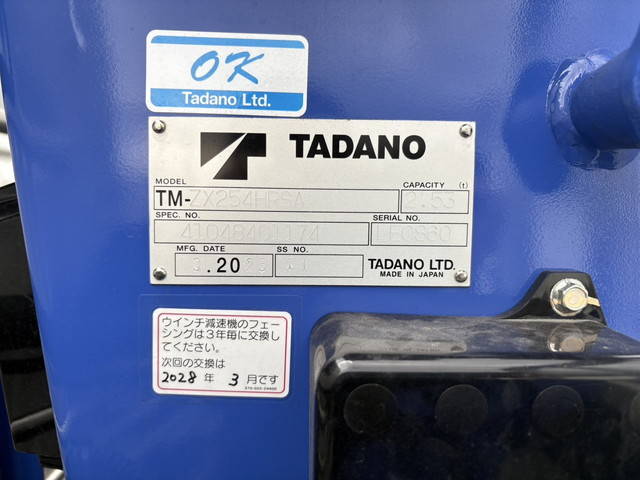 OK
Tadano Ltd.
TADANO
MODEL
CAPACITY (t)
TM-ZX254HRSA
2.53
SPEC. NO.
SERIAL NO.
MFG. DATE
SS NO.
.20
TADANO LTD.
MADE IN JAPAN
ウインチ減速機のフェー
シングは3年毎に交換し
てください。
次回の交換は
2028 年 3 月です